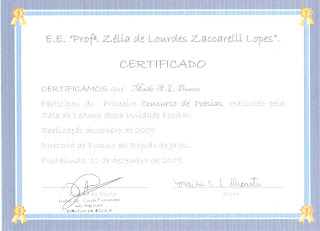 E.E. "Profª. Zélia de Lourdes Zaccarelli Lopes".
CERTIFICADO
CERTIFICAMOS que
Participou do Primeiro Concurso de Poesias, realizado pela
Sala de Leitura desta Unidade Escolar.
Realização dezembro de 2009.
Diretoria de Ensino da Região de Jales.
Pontalinda, 10 de dezembro de 2009.